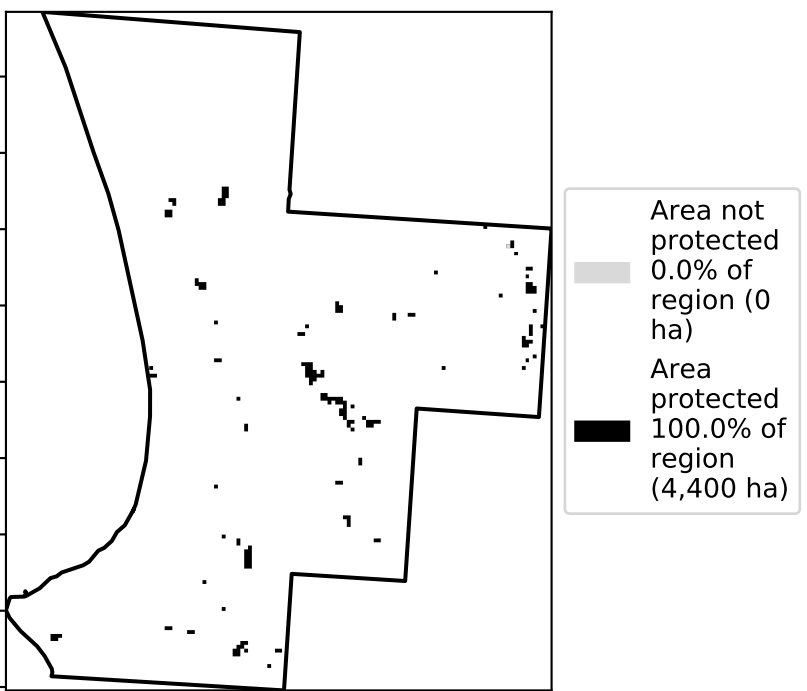 Area not
protected
0.0% of
region (0
ha)
Area
protected
100.0% of
region
(4,400 ha)